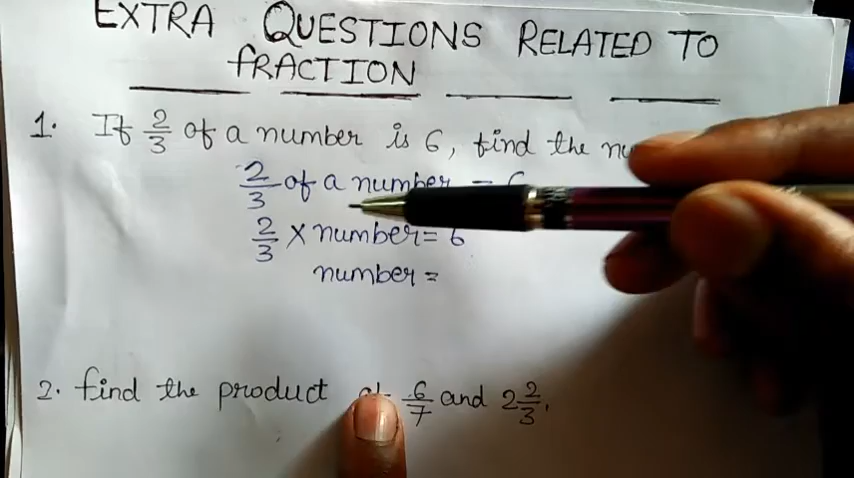 EXTRA QUESTIONS RELATED TO
FRACTION
1. If 2/3 of a number is 6, find the
2/3 of a number =
2/3 × number = 6
number =
2. find the product of 6/7 and 2 2/3.